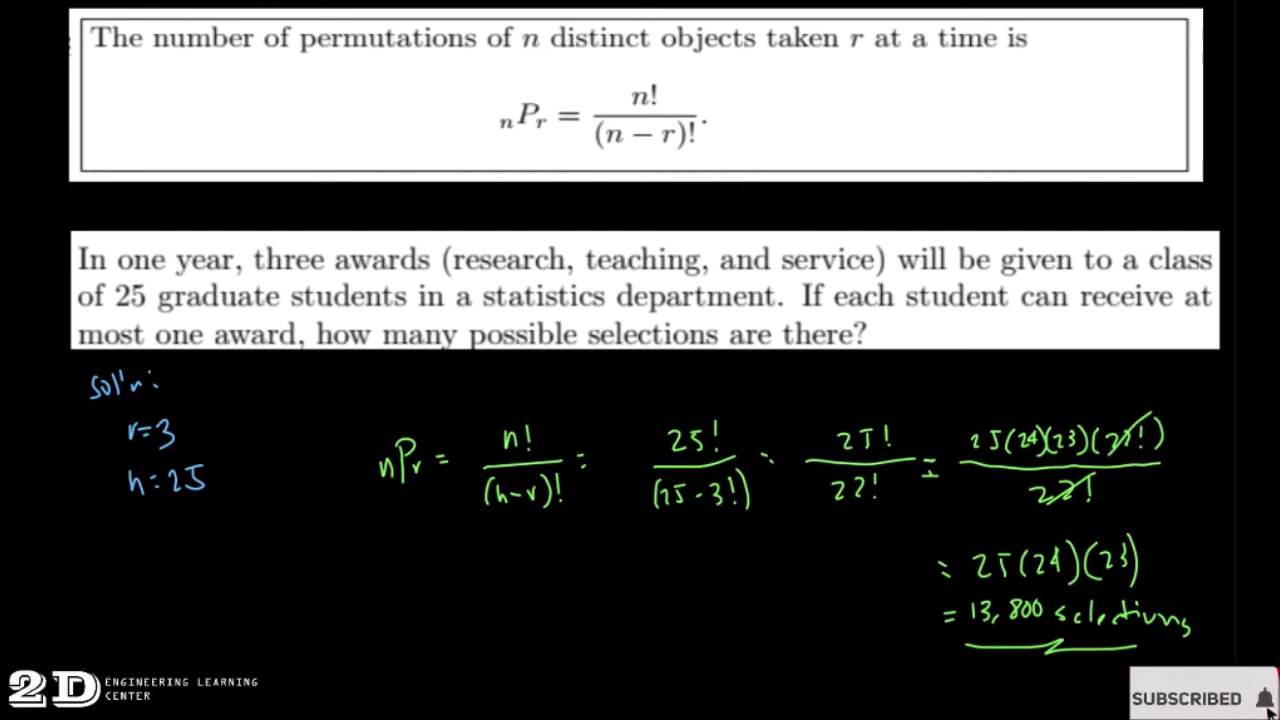 The number of permutations of n distinct objects taken r at a time is
nPr = n! / (n − r)!.
In one year, three awards (research, teaching, and service) will be given to a class
of 25 graduate students in a statistics department. If each student can receive at
most one award, how many possible selections are there?
Sol'n:
r=3
n=25
nPr = n! / (n-r)! = 25! / (25-3!) = 25! / 22! = 25(24)(23)(22!) / 22!
= 25(24)(23)
= 13,800 selections
2D ENGINEERING LEARNING
CENTER
SUBSCRIBED